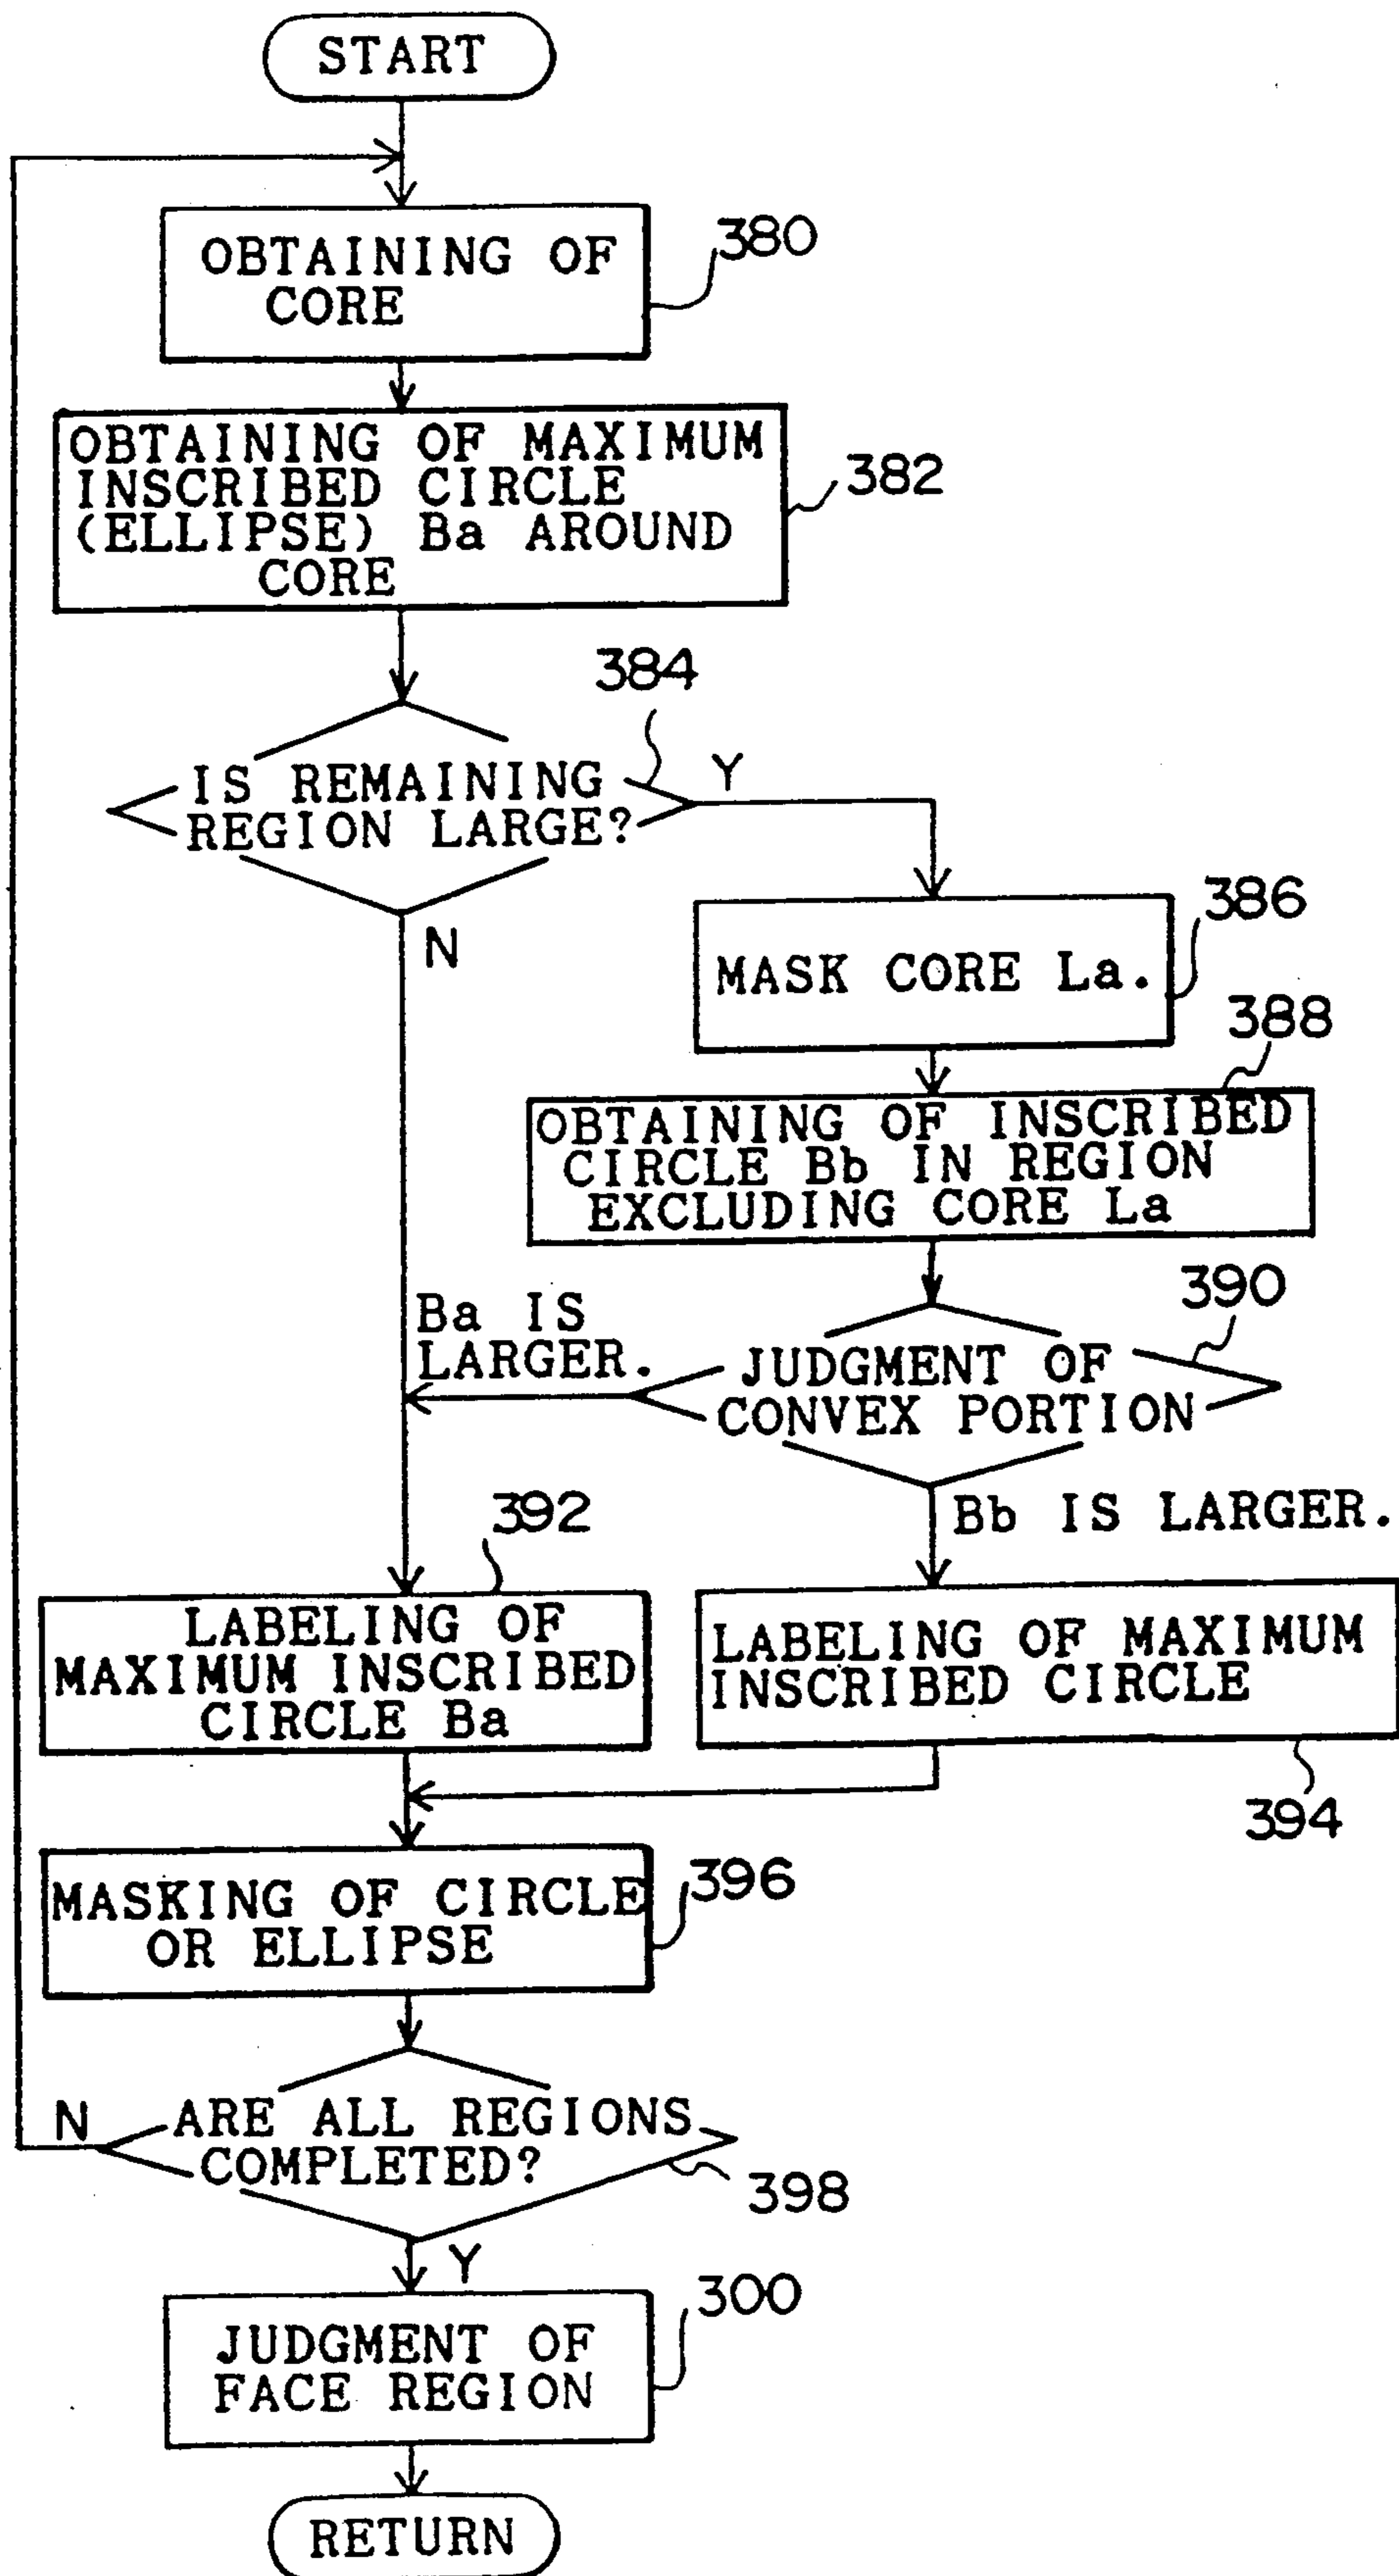 START
OBTAINING OF
CORE
380
OBTAINING OF MAXIMUM
INSCRIBED CIRCLE
(ELLIPSE) Ba AROUND
CORE
382
384
IS REMAINING
REGION LARGE?
Y
N
386
MASK CORE La.
388
OBTAINING OF INSCRIBED
CIRCLE Bb IN REGION
EXCLUDING CORE La
390
Ba IS
LARGER.
JUDGMENT OF
CONVEX PORTION
Bb IS LARGER.
392
LABELING OF
MAXIMUM INSCRIBED
CIRCLE Ba
LABELING OF MAXIMUM
INSCRIBED CIRCLE
394
MASKING OF CIRCLE
OR ELLIPSE
396
N
ARE ALL REGIONS
COMPLETED?
398
Y
300
JUDGMENT OF
FACE REGION
RETURN